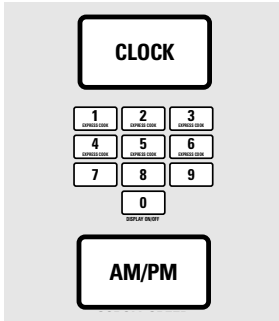 CLOCK
1 2 3
EXPRESS COOK EXPRESS COOK EXPRESS COOK
4 5 6
EXPRESS COOK EXPRESS COOK EXPRESS COOK
7 8 9
0
DISPLAY ON/OFF
AM/PM